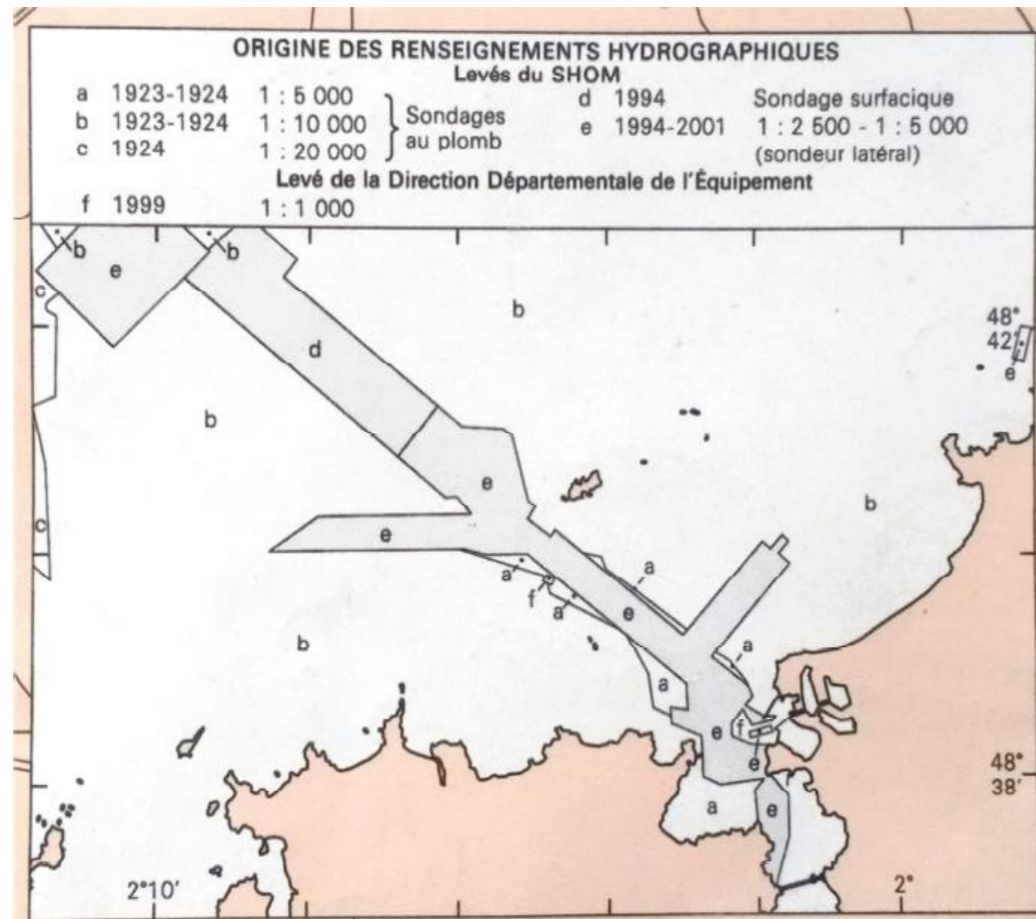 ORIGINE DES RENSEIGNEMENTS HYDROGRAPHIQUES
Levés du SHOM
a 1923-1924 1 : 5 000
b 1923-1924 1 : 10 000
c 1924 1 : 20 000
Sondages
au plomb
d 1994 Sondage surfacique
e 1994-2001 1 : 2 500 - 1 : 5 000
(sondeur latéral)
Levé de la Direction Départementale de l'Équipement
f 1999 1 : 1 000
b
b
e
c
b
48°
42'
e
d
b
e
b
c
e
a
a
f
a
e
b
a
a
f
e
e
48°
38'
a
e
2°10'
2°